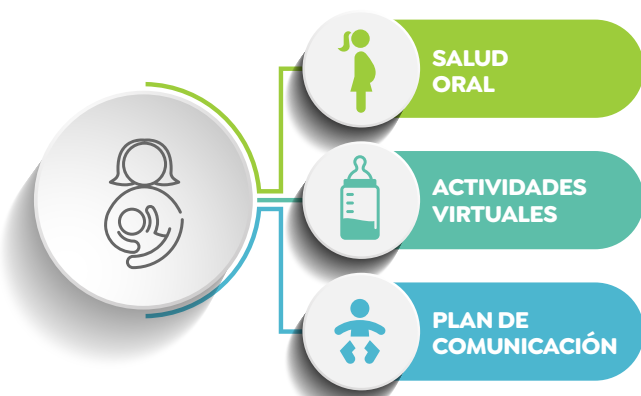 SALUD
ORAL
ACTIVIDADES
VIRTUALES
PLAN DE
COMUNICACIÓN